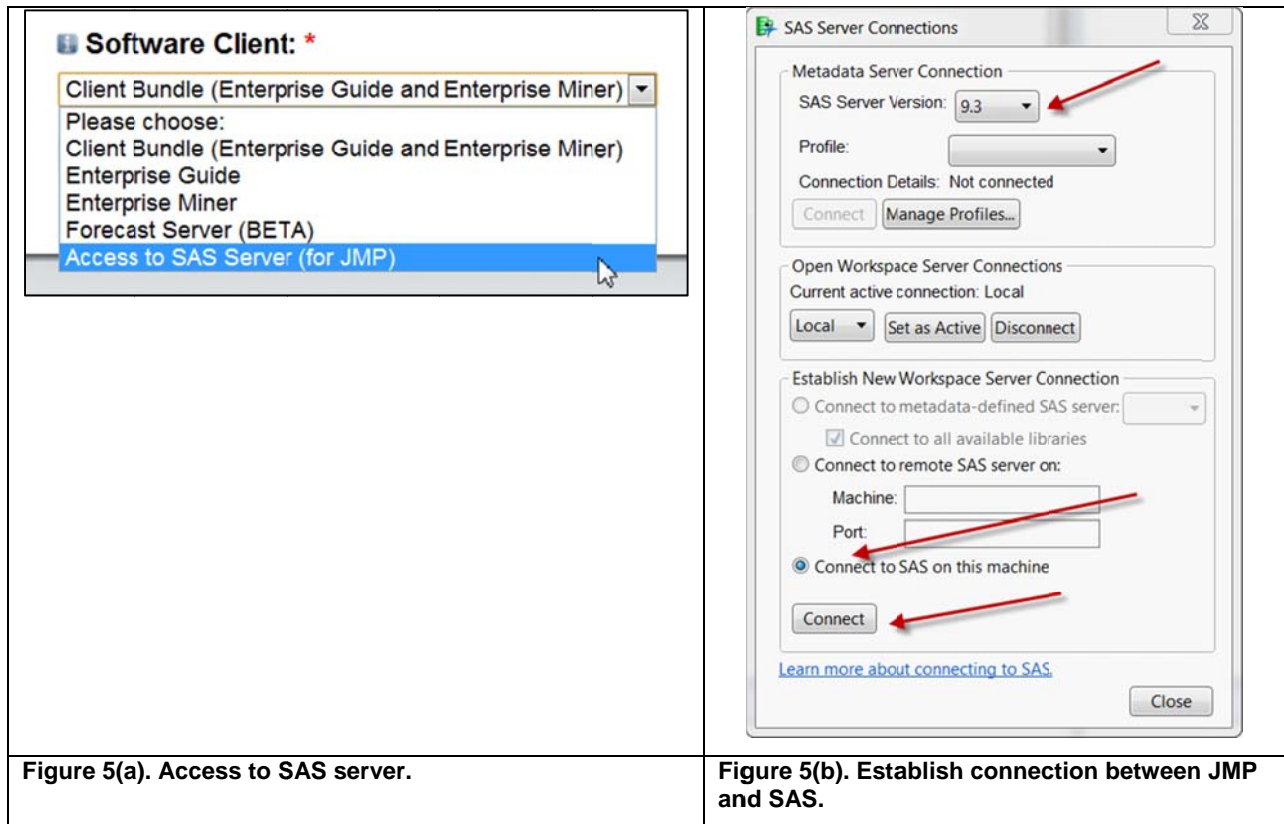 Software Client: *
Client Bundle (Enterprise Guide and Enterprise Miner)
Please choose:
Client Bundle (Enterprise Guide and Enterprise Miner)
Enterprise Guide
Enterprise Miner
Forecast Server (BETA)
Access to SAS Server (for JMP)
Figure 5(a). Access to SAS server.
SAS Server Connections
Metadata Server Connection
SAS Server Version: 9.3
Profile:
Connection Details: Not connected
Connect Manage Profiles...
Open Workspace Server Connections
Current active connection: Local
Local Set as Active Disconnect
Establish New Workspace Server Connection
Connect to metadata-defined SAS server:
Connect to all available libraries
Connect to remote SAS server on:
Machine:
Port:
Connect to SAS on this machine
Connect
Learn more about connecting to SAS.
Close
Figure 5(b). Establish connection between JMP
and SAS.